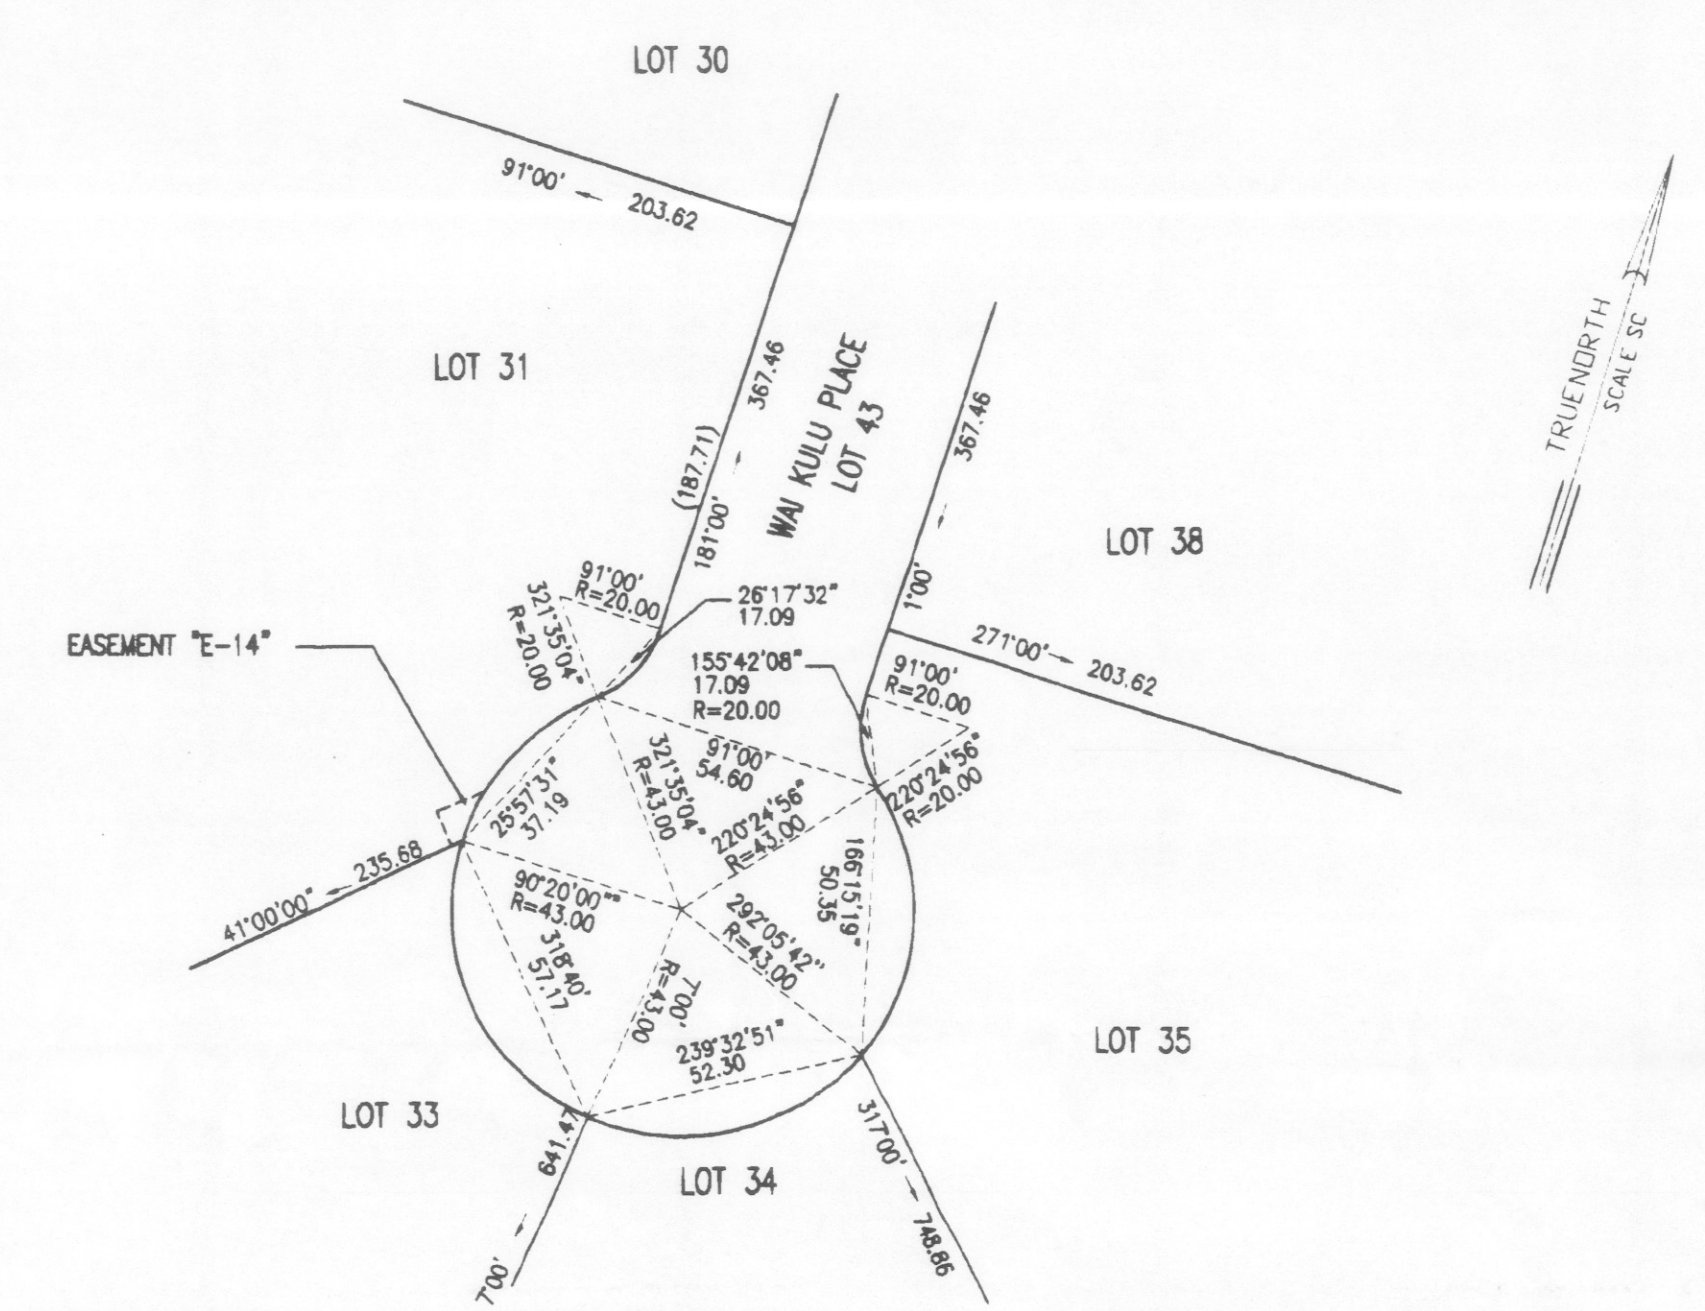 LOT 30
91°00' 203.62
LOT 31
367.46
(187.71)
181°00'
WAI KULU PLACE
LOT 43
367.46
1°00'
TRUENORTH
SCALE SC
LOT 38
91°00'
R=20.00
321°35'04"
R=20.00
26°17'32"
17.09
EASEMENT "E-14"
155°42'08"
17.09
R=20.00
271°00' 203.62
91°00'
R=20.00
220°24'56"
R=20.00
91°00'
54.60
321°35'04"
R=43.00
220°24'56"
R=43.00
25°57'31"
37.19
41°00'00" 235.68
90°20'00""
R=43.00
318°40'
57.17
166°15'19"
50.35
292°05'42"
R=43.00
7°00'
R=43.00
239°32'51"
52.30
LOT 35
LOT 33
641.47
7°00'
LOT 34
317°00' 748.86